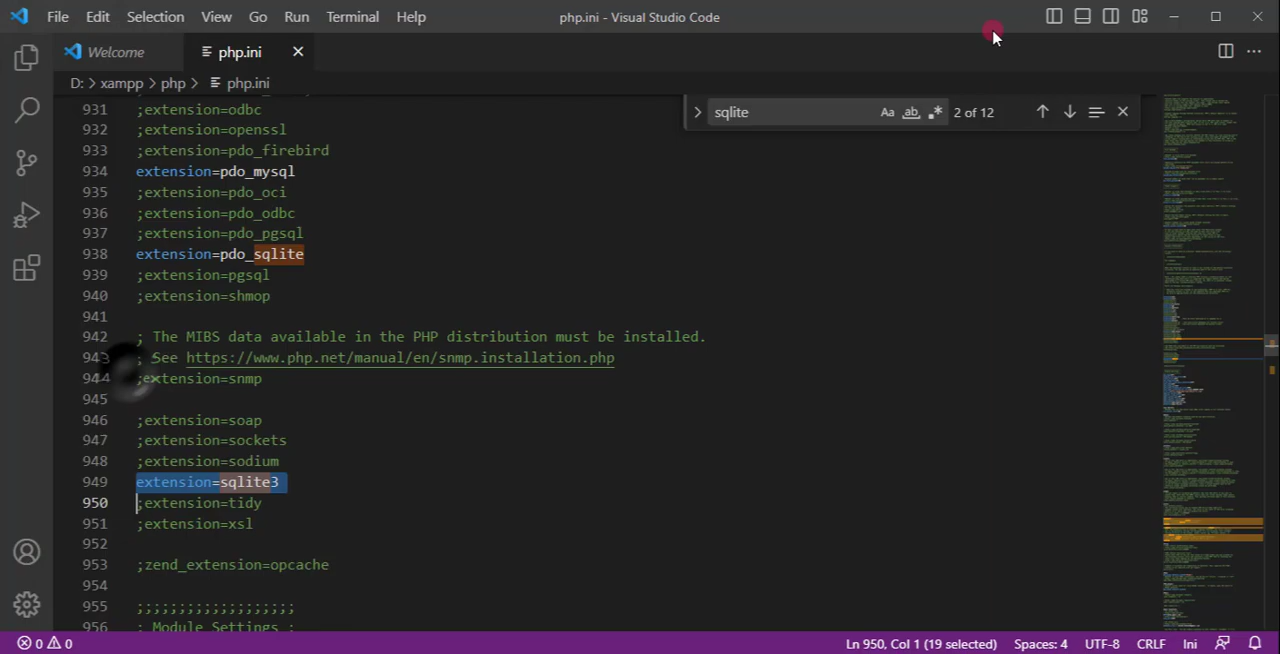 File Edit Selection View Go Run Terminal Help php.ini - Visual Studio Code
Welcome php.ini
D: > xampp > php > php.ini
sqlite Aa ab 2 of 12
931 ;extension=odbc
932 ;extension=openssl
933 ;extension=pdo_firebird
934 extension=pdo_mysql
935 ;extension=pdo_oci
936 ;extension=pdo_odbc
937 ;extension=pdo_pgsql
938 extension=pdo_sqlite
939 ;extension=pgsql
940 ;extension=shmop
941
942 ; The MIBS data available in the PHP distribution must be installed.
943 ; See https://www.php.net/manual/en/snmp.installation.php
944 ;extension=snmp
945
946 ;extension=soap
947 ;extension=sockets
948 ;extension=sodium
949 extension=sqlite3
950 ;extension=tidy
951 ;extension=xsl
952
953 ;zend_extension=opcache
954
955 ;;;;;;;;;;;;;;;;;;;
956 ; Module Settings ;
0 0 Ln 950, Col 1 (19 selected) Spaces: 4 UTF-8 CRLF Ini